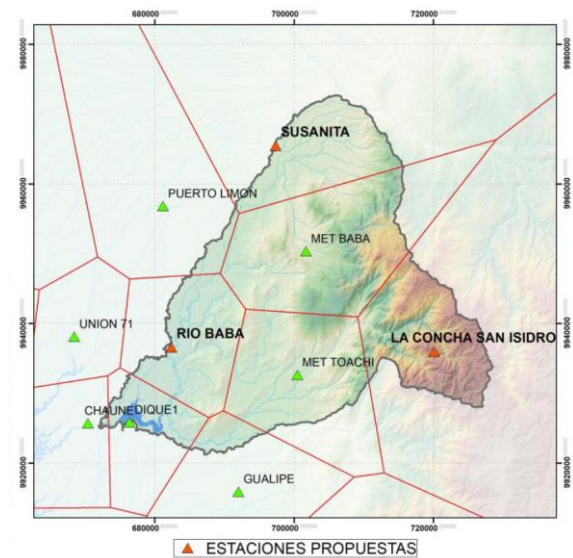 680000 700000 720000
9980000 9980000
SUSANITA
9960000 9960000
PUERTO LIMON
MET BABA
9940000 9940000
UNION 71
RIO BABA
LA CONCHA SAN ISIDRO
MET TOACHI
CHAUNE
DIQUE1
9920000 9920000
GUALIPE
680000 700000 720000
ESTACIONES PROPUESTAS